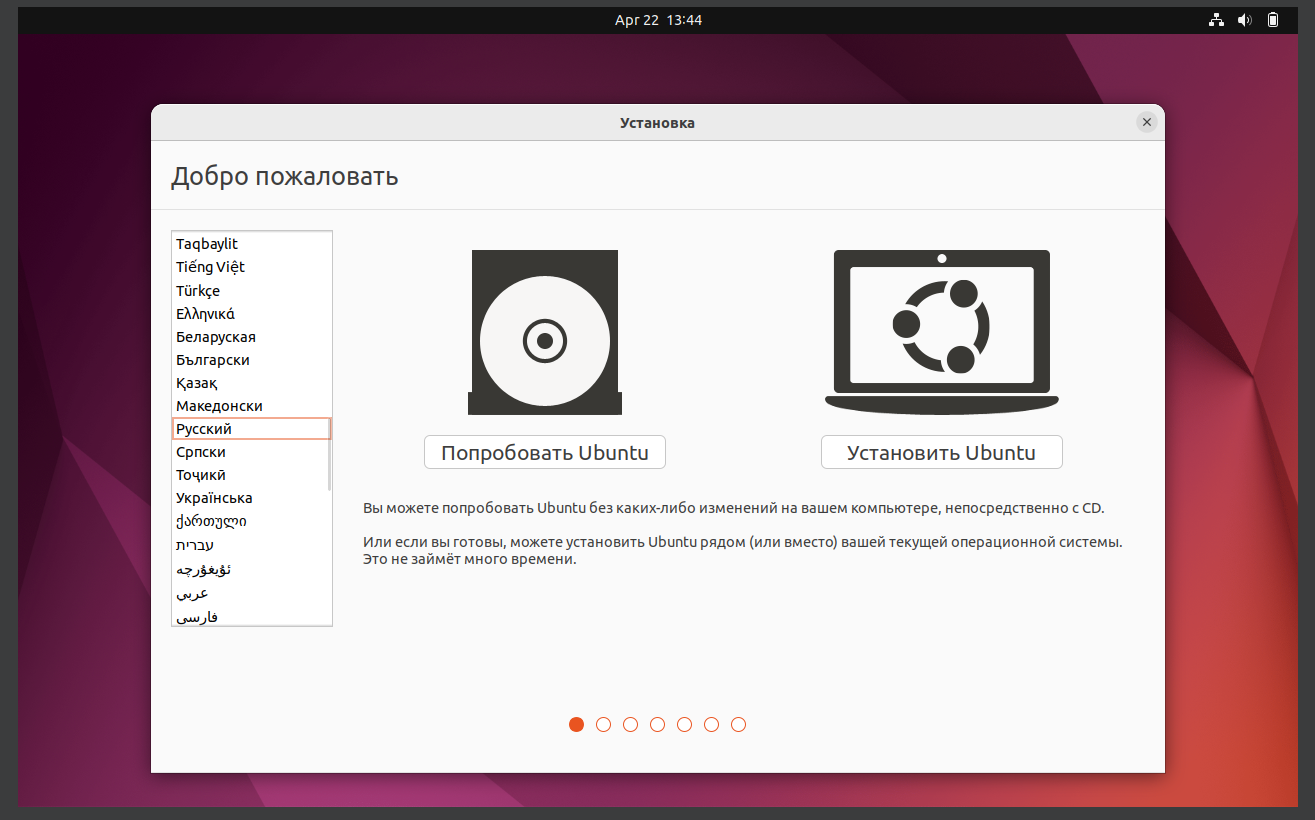 Apr 22 13:44
Установка
Добро пожаловать
Taqbaylit
Tiếng Việt
Türkçe
Ελληνικά
Беларуская
Български
Қазақ
Македонски
Русский
Српски
Тоҷикӣ
Українська
ქართული
עברית
ئۇيغۇرچە
عربي
فارسی
Попробовать Ubuntu
Установить Ubuntu
Вы можете попробовать Ubuntu без каких-либо изменений на вашем компьютере, непосредственно с CD.
Или если вы готовы, можете установить Ubuntu рядом (или вместо) вашей текущей операционной системы.
Это не займёт много времени.